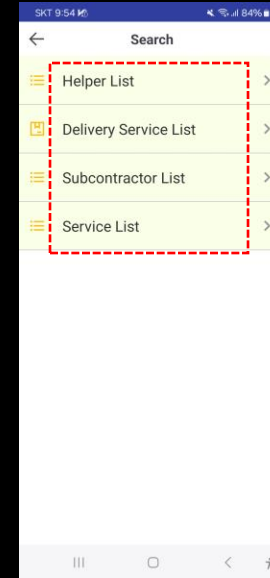 SKT 9:54
84%
Search
Helper List
Delivery Service List
Subcontractor List
Service List